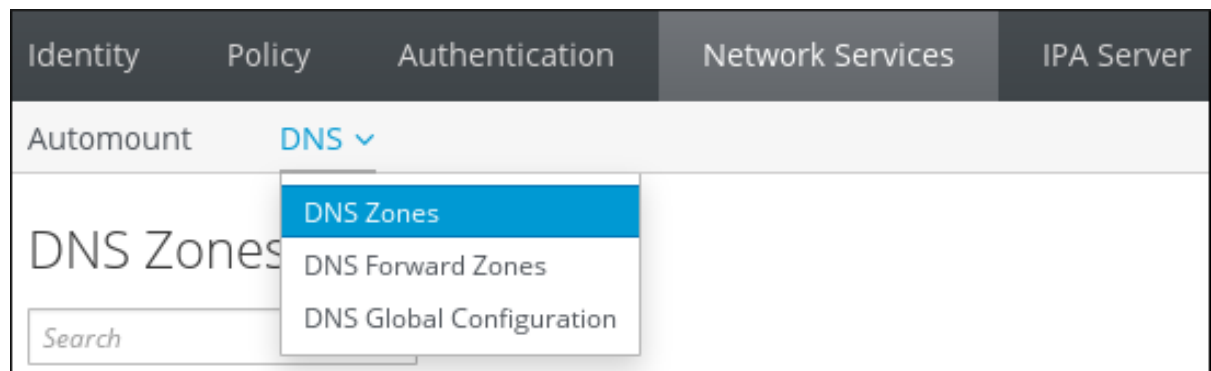 Identity Policy Authentication Network Services IPA Server
Automount DNS
DNS Zones
DNS Zones
DNS Forward Zones
DNS Global Configuration
Search